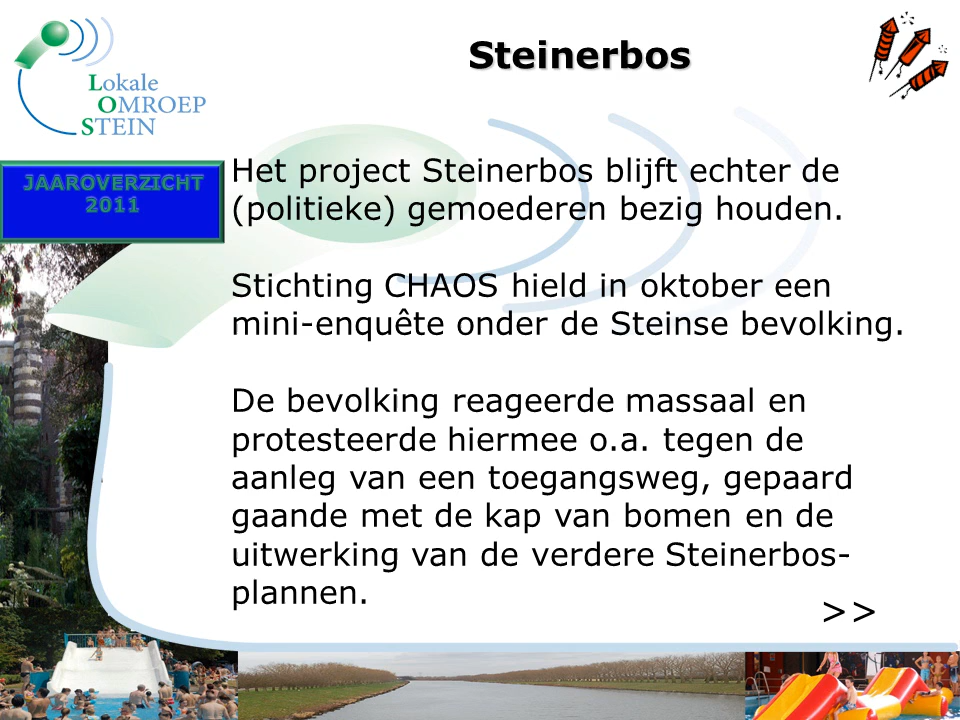 Steinerbos
Lokale
OMROEP
STEIN
JAAROVERZICHT
2011
Het project Steinerbos blijft echter de
(politieke) gemoederen bezig houden.
Stichting CHAOS hield in oktober een
mini-enquête onder de Steinse bevolking.
De bevolking reageerde massaal en
protesteerde hiermee o.a. tegen de
aanleg van een toegangsweg, gepaard
gaande met de kap van bomen en de
uitwerking van de verdere Steinerbos-
plannen.
>>